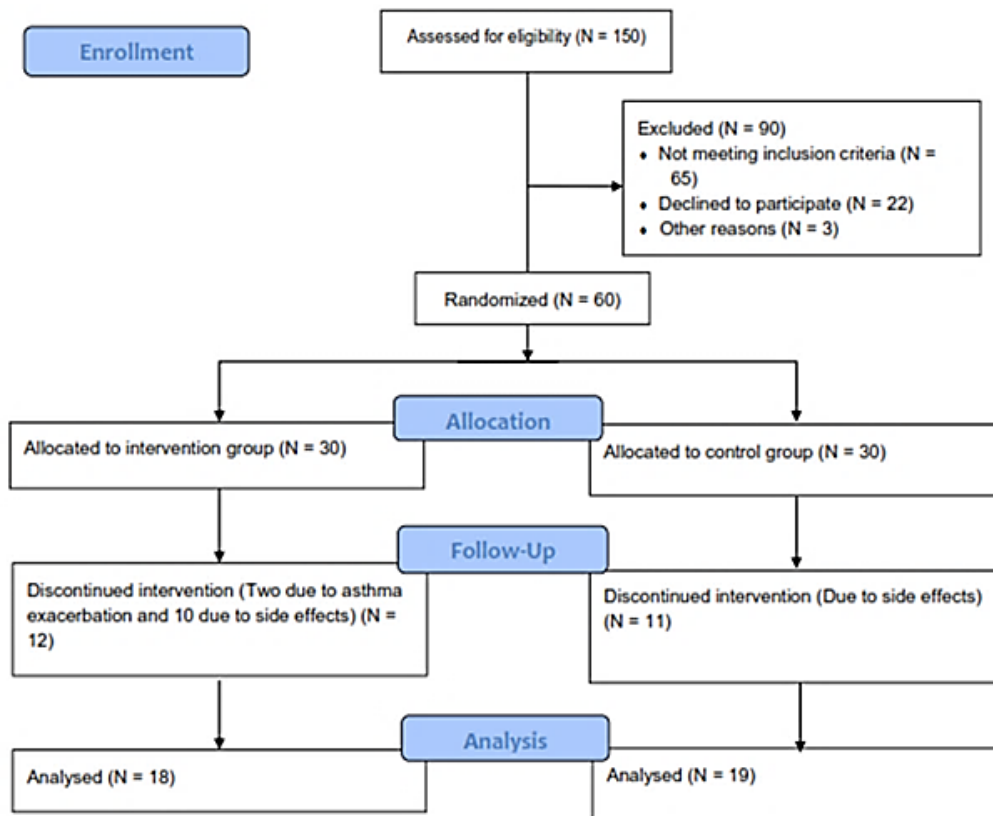 Enrollment
Assessed for eligibility (N = 150)
Excluded (N = 90)
♦ Not meeting inclusion criteria (N =
65)
♦ Declined to participate (N = 22)
♦ Other reasons (N = 3)
Randomized (N = 60)
Allocation
Allocated to intervention group (N = 30)
Allocated to control group (N = 30)
Follow-Up
Discontinued intervention (Two due to asthma
exacerbation and 10 due to side effects) (N =
12)
Discontinued intervention (Due to side effects)
(N = 11)
Analysis
Analysed (N = 18)
Analysed (N = 19)